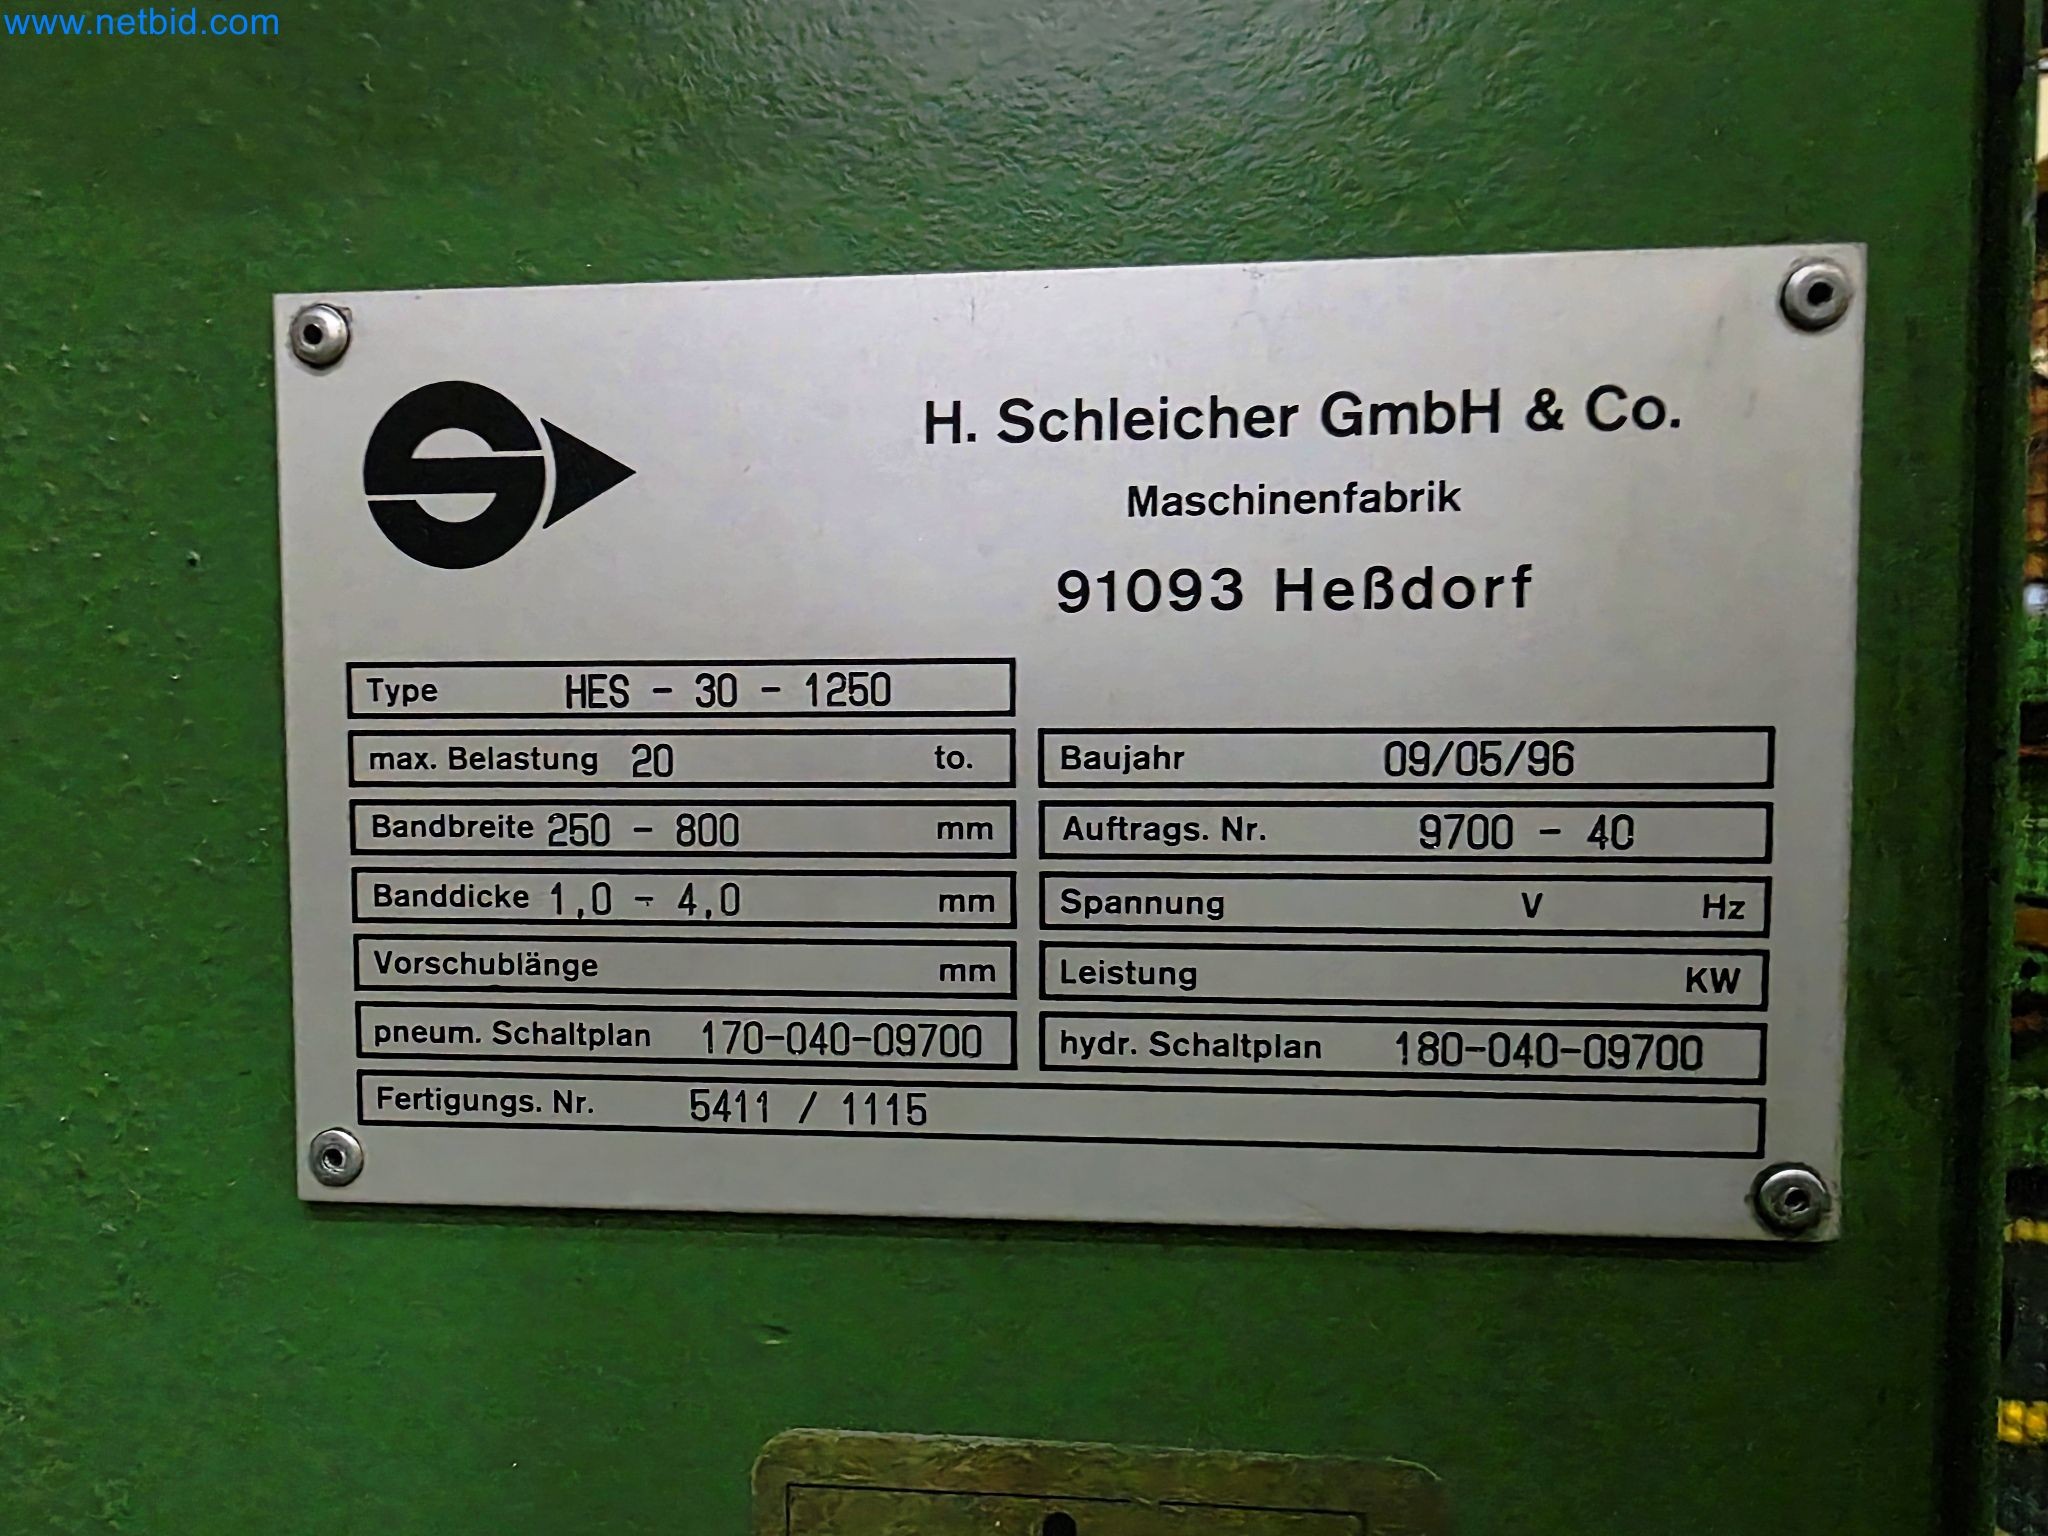 www.netbid.com
H. Schleicher GmbH & Co.
Maschinenfabrik
91093 Heßdorf
Type HES - 30 - 1250
max. Belastung 20 to.
Baujahr 09/05/96
Bandbreite 250 - 800 mm
Auftrags. Nr. 9700 - 40
Banddicke 1,0 - 4,0 mm
Spannung V Hz
Vorschublänge mm
Leistung KW
pneum. Schaltplan 170-040-09700
hydr. Schaltplan 180-040-09700
Fertigungs. Nr. 5411 / 1115